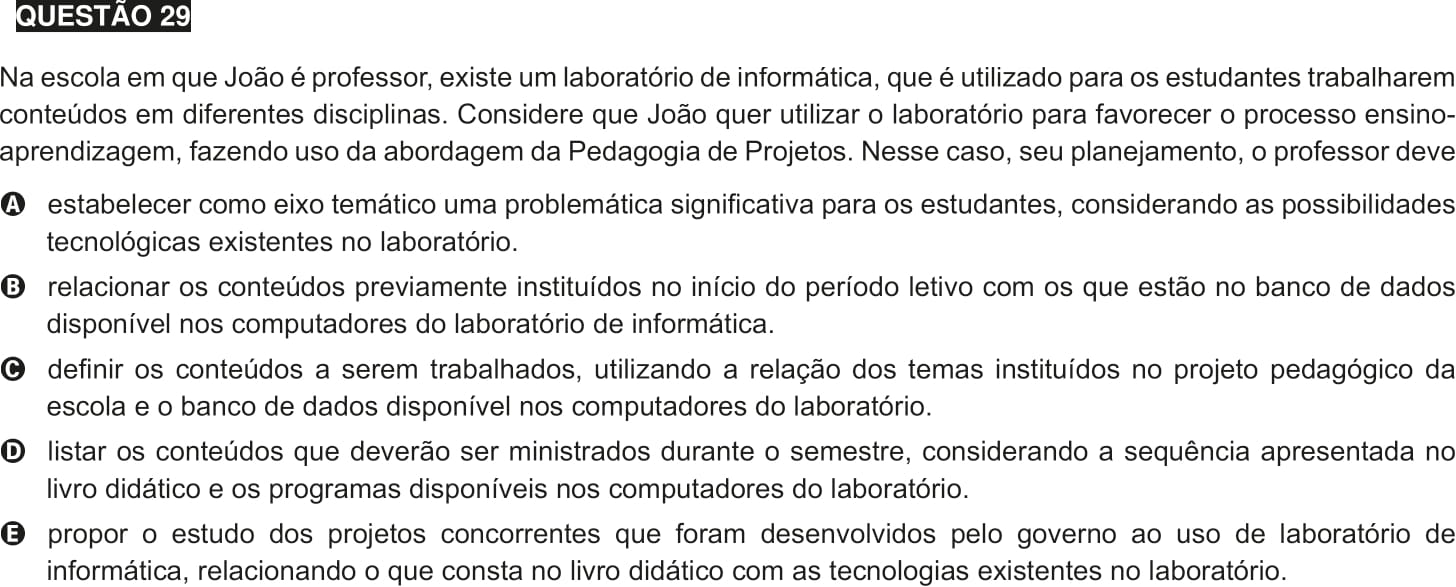 QUESTÃO 29
Na escola em que João é professor, existe um laboratório de informática, que é utilizado para os estudantes trabalharem
conteúdos em diferentes disciplinas. Considere que João quer utilizar o laboratório para favorecer o processo ensino-
aprendizagem, fazendo uso da abordagem da Pedagogia de Projetos. Nesse caso, seu planejamento, o professor deve
A estabelecer como eixo temático uma problemática significativa para os estudantes, considerando as possibilidades
tecnológicas existentes no laboratório.
B relacionar os conteúdos previamente instituídos no início do período letivo com os que estão no banco de dados
disponível nos computadores do laboratório de informática.
C definir os conteúdos a serem trabalhados, utilizando a relação dos temas instituídos no projeto pedagógico da
escola e o banco de dados disponível nos computadores do laboratório.
D listar os conteúdos que deverão ser ministrados durante o semestre, considerando a sequência apresentada no
livro didático e os programas disponíveis nos computadores do laboratório.
E propor o estudo dos projetos concorrentes que foram desenvolvidos pelo governo ao uso de laboratório de
informática, relacionando o que consta no livro didático com as tecnologias existentes no laboratório.